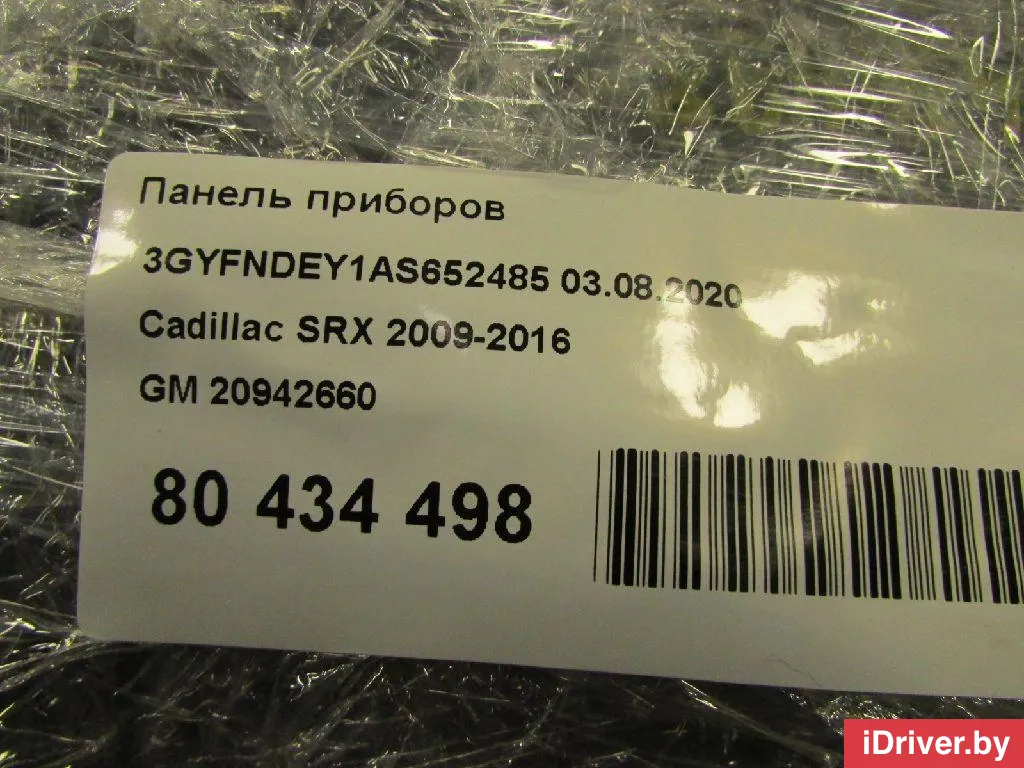 Панель приборов
3GYFNDEY1AS652485 03.08.2020
Cadillac SRX 2009-2016
GM 20942660
80 434 498
iDriver.by